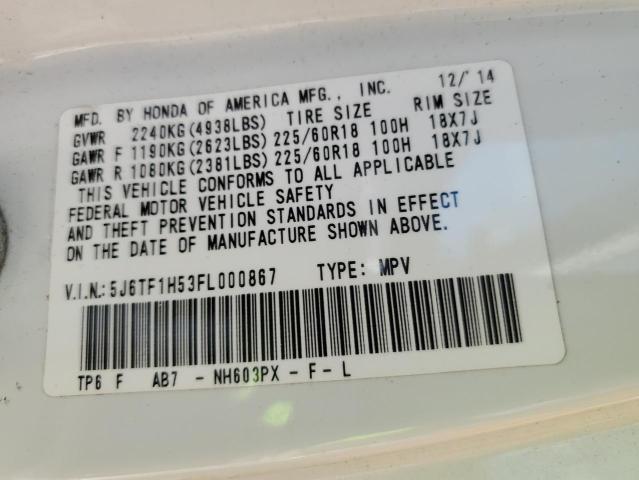 MFD. BY HONDA OF AMERICA MFG., INC. 12/'14
GVWR 2240KG(4938LBS) TIRE SIZE RIM SIZE
GAWR F 1190KG(2623LBS) 225/60R18 100H 18X7J
GAWR R 1080KG(2381LBS) 225/60R18 100H 18X7J
THIS VEHICLE CONFORMS TO ALL APPLICABLE
FEDERAL MOTOR VEHICLE SAFETY
AND THEFT PREVENTION STANDARDS IN EFFECT
ON THE DATE OF MANUFACTURE SHOWN ABOVE.
V.I.N.: 5J6TF1H53FL000867 TYPE: MPV
TP6 F AB7 - NH603PX - F - L